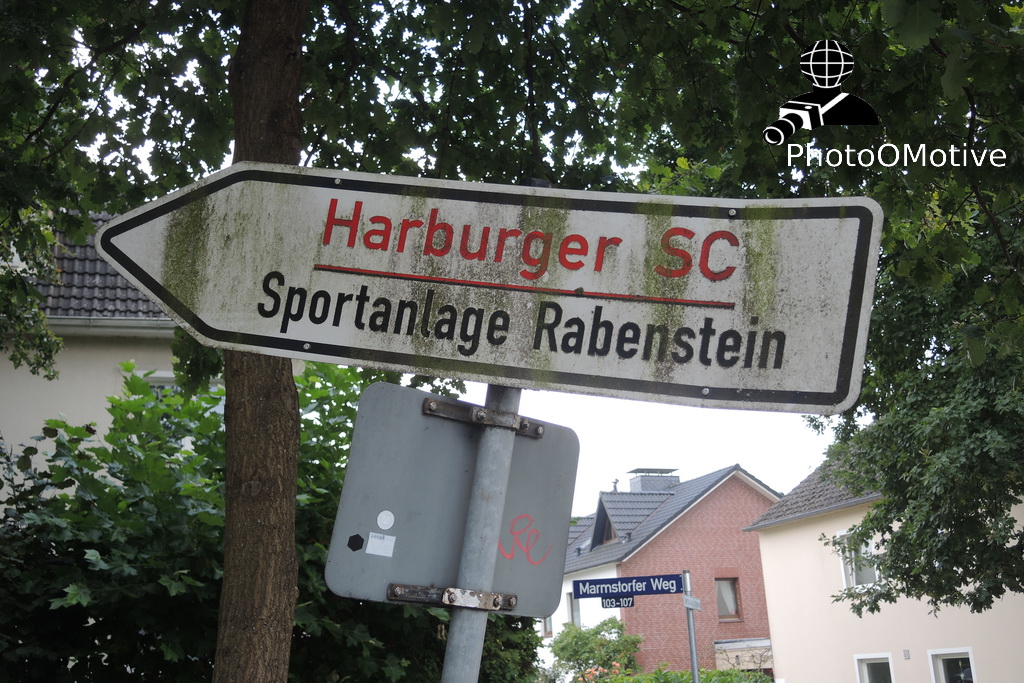 PhotoOMotive
Harburger SC
Sportanlage Rabenstein
Marmstorfer Weg
103-107